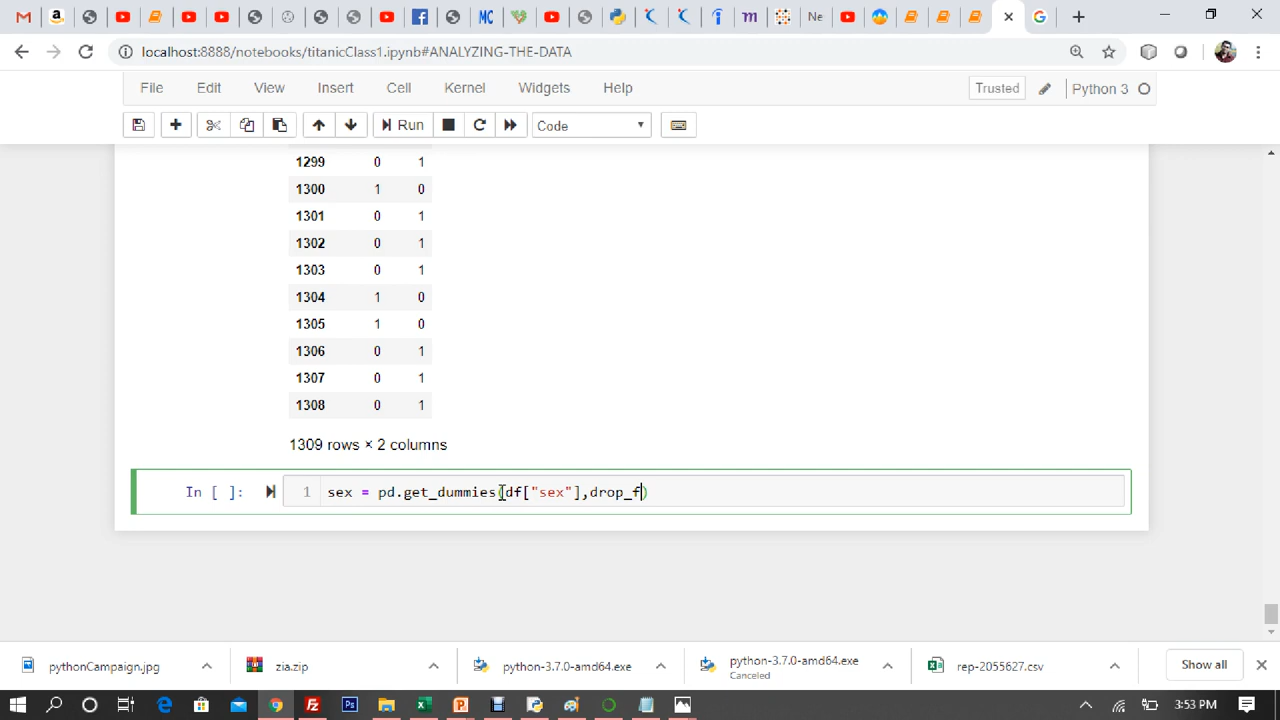 MC
Ne
localhost:8888/notebooks/titanicClass1.ipynb#ANALYZING-THE-DATA
File Edit View Insert Cell Kernel Widgets Help Trusted Python 3
Run Code
1299 0 1
1300 1 0
1301 0 1
1302 0 1
1303 0 1
1304 1 0
1305 1 0
1306 0 1
1307 0 1
1308 0 1
1309 rows × 2 columns
In [ ]: 1 sex = pd.get_dummies(df["sex"],drop_f)
pythonCampaign.jpg zia.zip python-3.7.0-amd64.exe python-3.7.0-amd64.exe rep-2055627.csv Show all
Canceled
3:53 PM